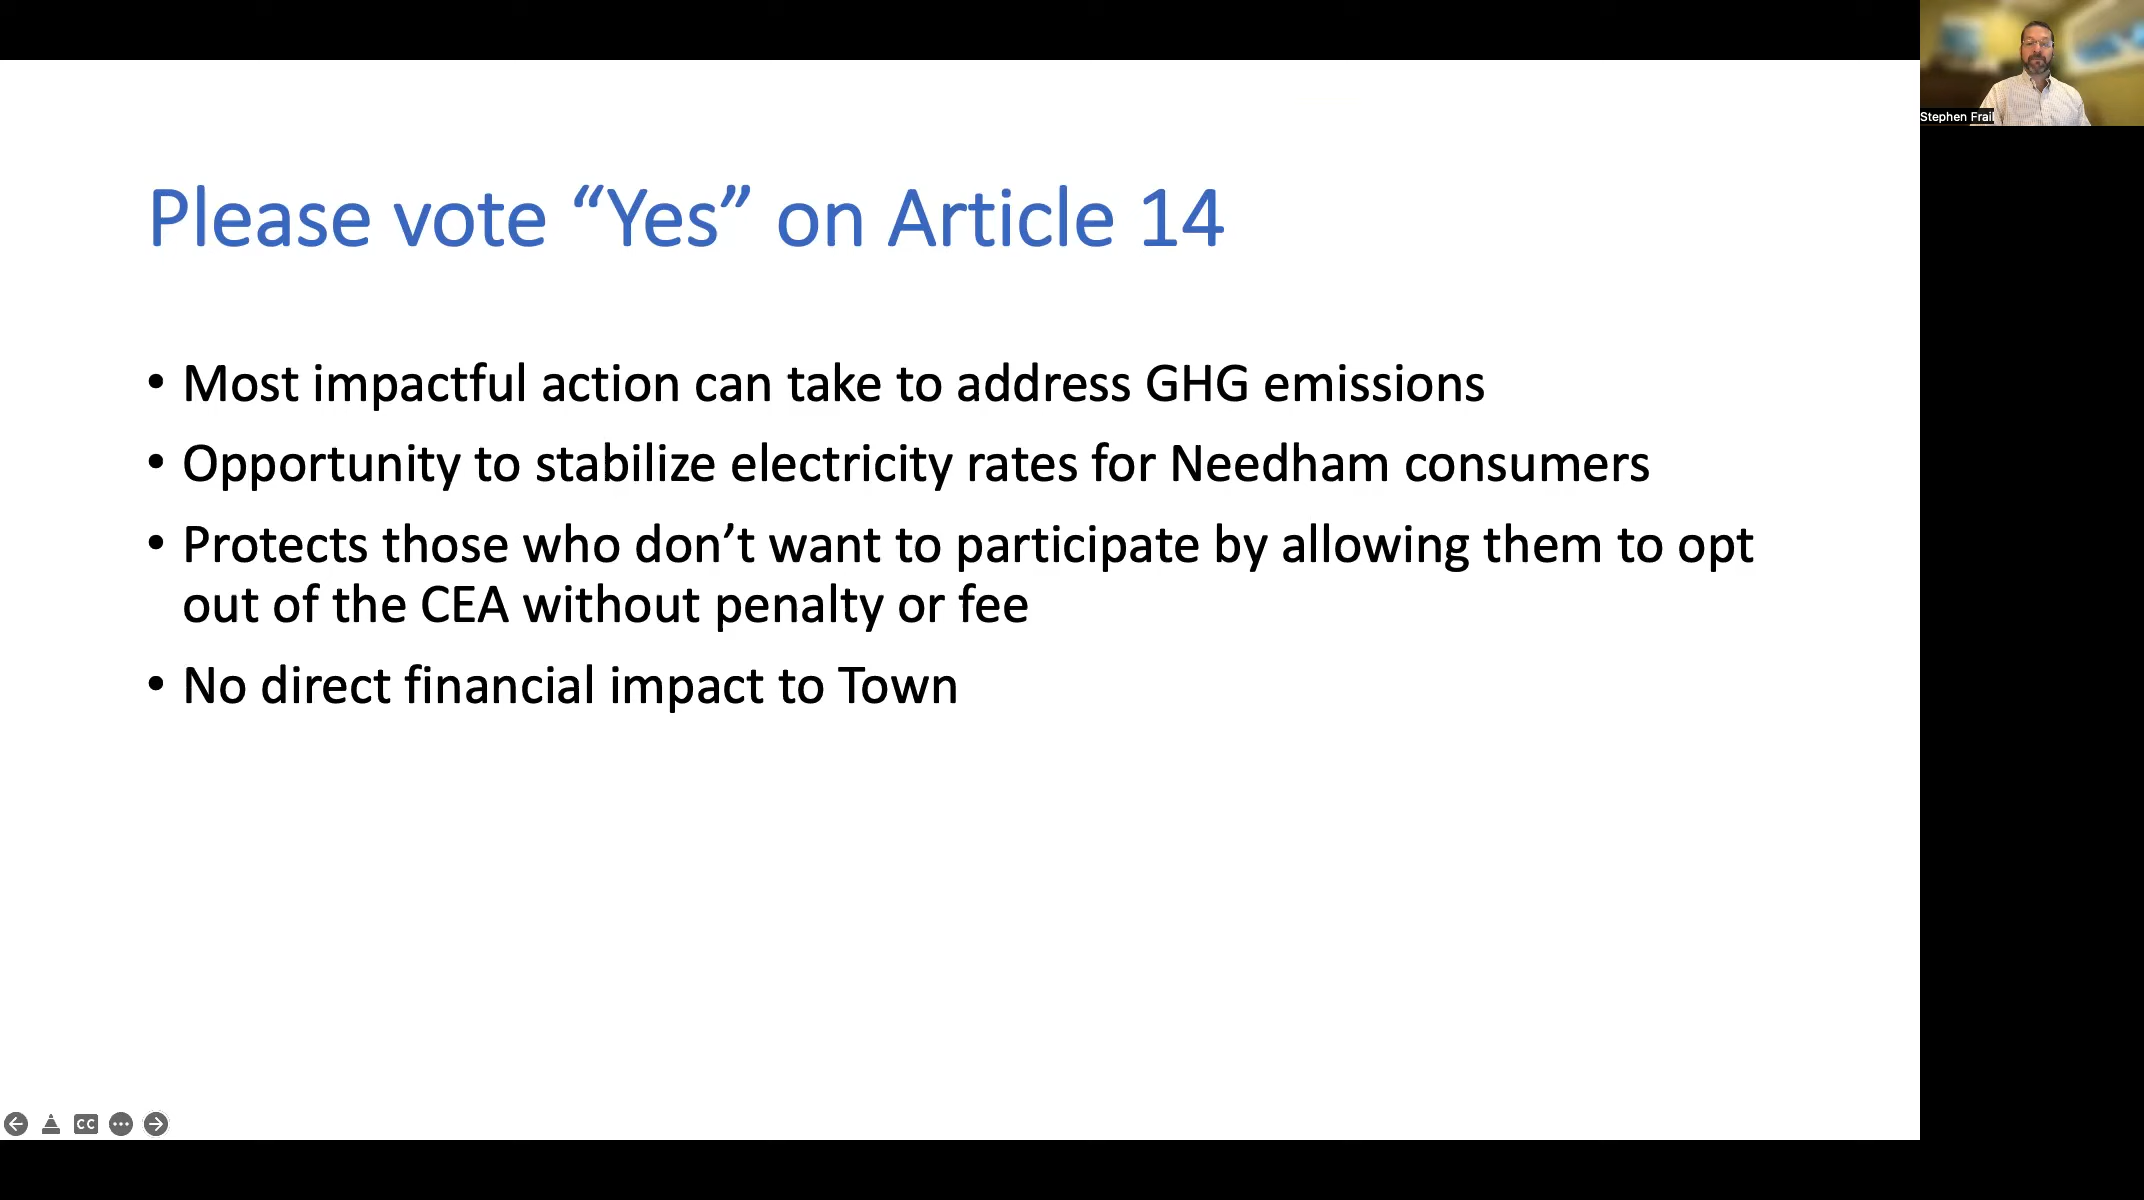 Please vote “Yes” on Article 14
• Most impactful action can take to address GHG emissions
• Opportunity to stabilize electricity rates for Needham consumers
• Protects those who don’t want to participate by allowing them to opt
out of the CEA without penalty or fee
• No direct financial impact to Town
Stephen Frail
CC